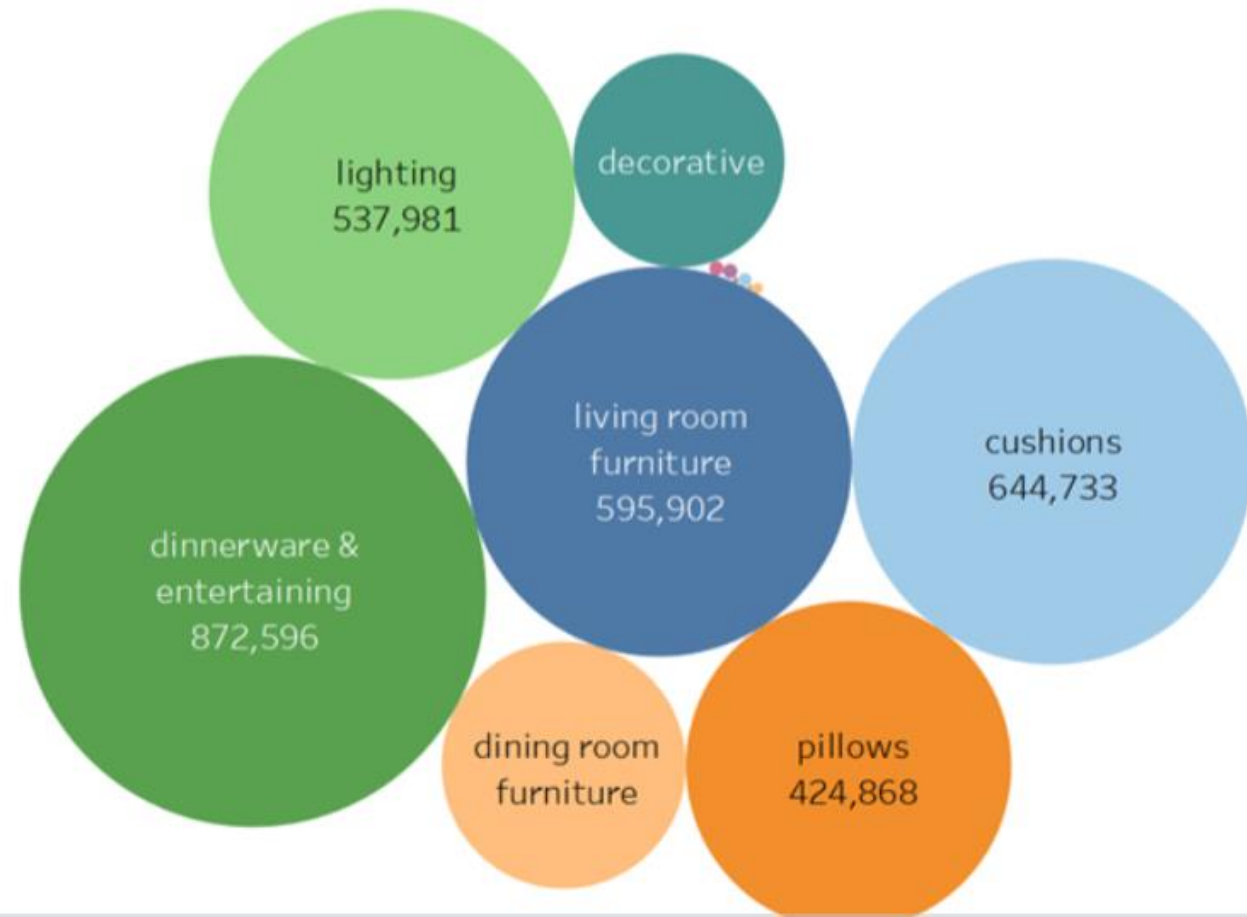 lighting
537,981
decorative
living room
furniture
595,902
cushions
644,733
dinnerware &
entertaining
872,596
dining room
furniture
pillows
424,868